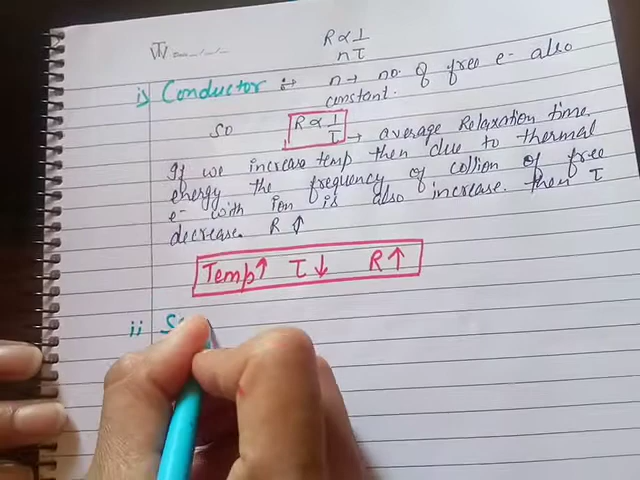 R ∝ 1/nτ
i) Conductor :→ n → no. of free e- also
constant.
so R ∝ 1/τ → average Relaxation time.
If we increase temp then due to thermal
energy the frequency of collion of free
e- with ion is also increase. then τ
decrease. R ↑
Temp↑ τ↓ R↑
ii S